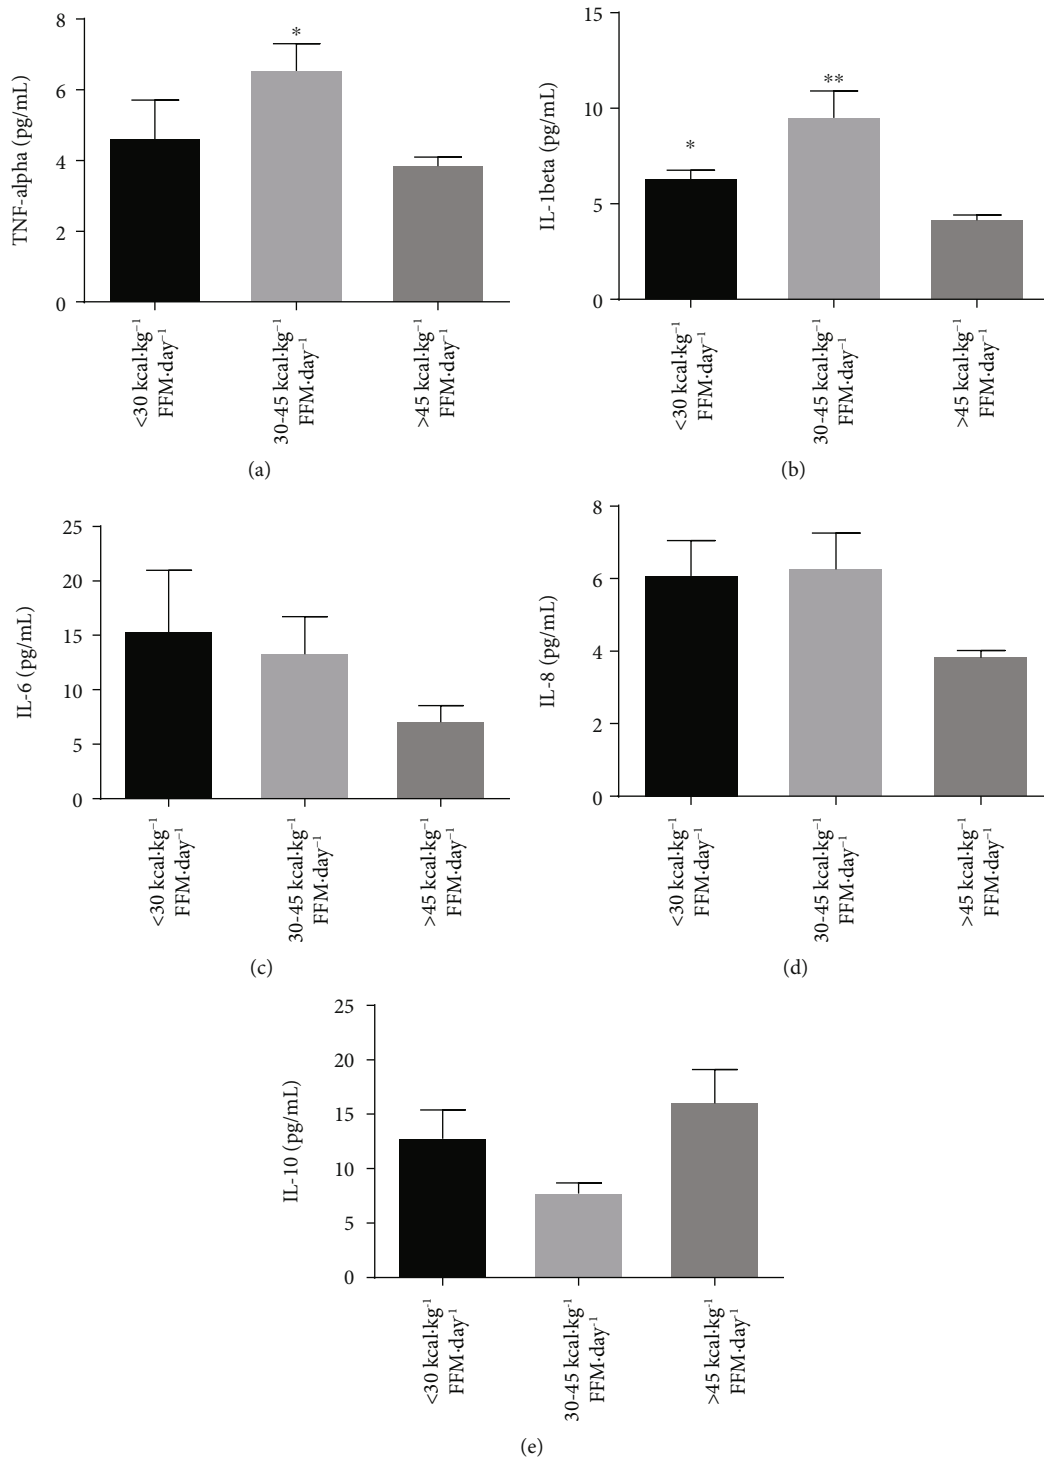 TNF-alpha (pg/mL)
8
6
4
2
0
*
<30 kcal·kg⁻¹
FFM·day⁻¹
30-45 kcal·kg⁻¹
FFM·day⁻¹
>45 kcal·kg⁻¹
FFM·day⁻¹
(a)
IL-1beta (pg/mL)
15
10
5
0
*
**
<30 kcal·kg⁻¹
FFM·day⁻¹
30-45 kcal·kg⁻¹
FFM·day⁻¹
>45 kcal·kg⁻¹
FFM·day⁻¹
(b)
IL-6 (pg/mL)
25
20
15
10
5
0
<30 kcal·kg⁻¹
FFM·day⁻¹
30-45 kcal·kg⁻¹
FFM·day⁻¹
>45 kcal·kg⁻¹
FFM·day⁻¹
(c)
IL-8 (pg/mL)
8
6
4
2
0
<30 kcal·kg⁻¹
FFM·day⁻¹
30-45 kcal·kg⁻¹
FFM·day⁻¹
>45 kcal·kg⁻¹
FFM·day⁻¹
(d)
IL-10 (pg/mL)
25
20
15
10
5
0
<30 kcal·kg⁻¹
FFM·day⁻¹
30-45 kcal·kg⁻¹
FFM·day⁻¹
>45 kcal·kg⁻¹
FFM·day⁻¹
(e)